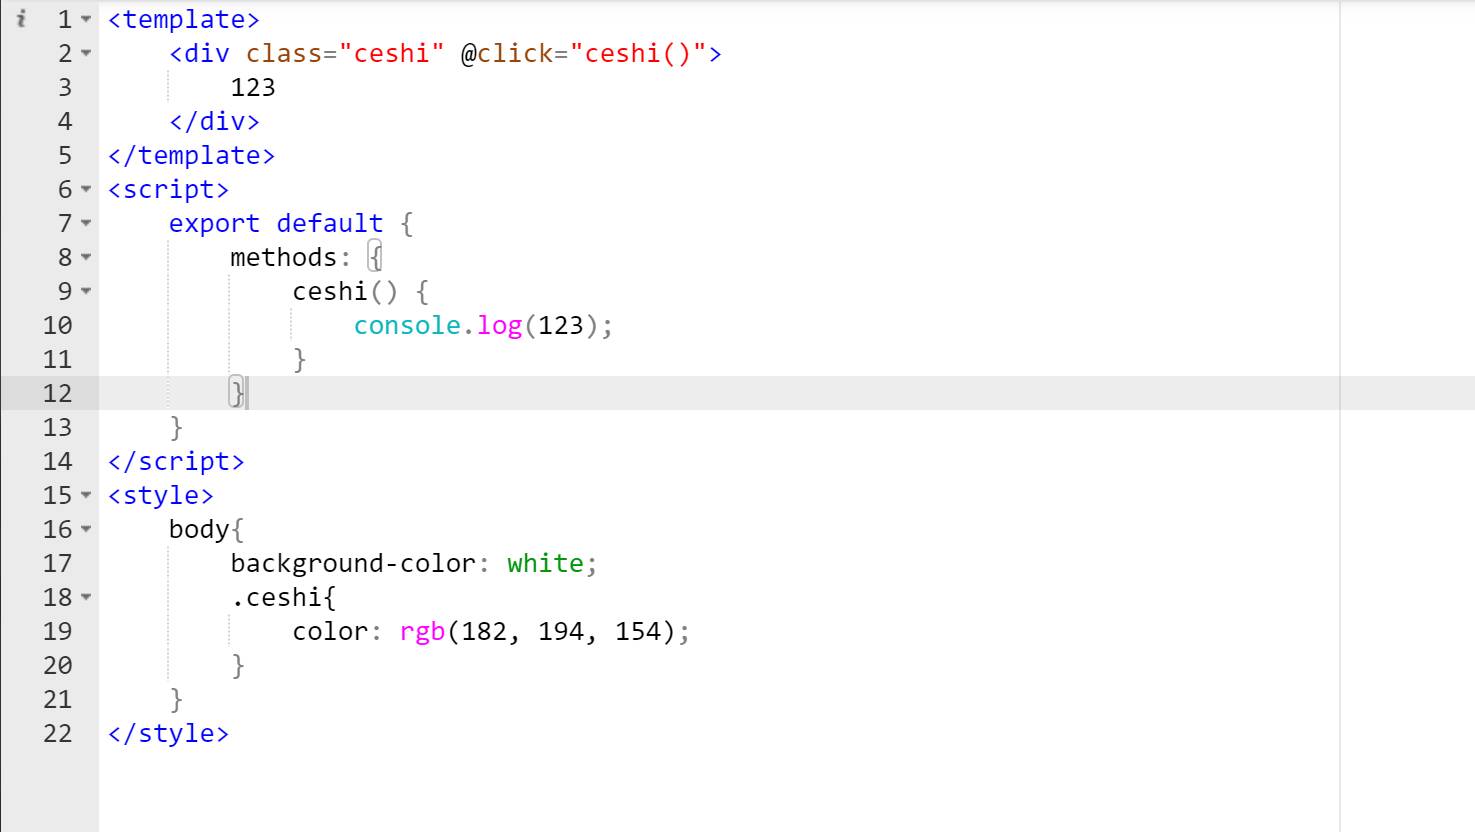 1 <template>
2 <div class="ceshi" @click="ceshi()">
3 123
4 </div>
5 </template>
6 <script>
7 export default {
8 methods: {
9 ceshi() {
10 console.log(123);
11 }
12 }
13 }
14 </script>
15 <style>
16 body{
17 background-color: white;
18 .ceshi{
19 color: rgb(182, 194, 154);
20 }
21 }
22 </style>